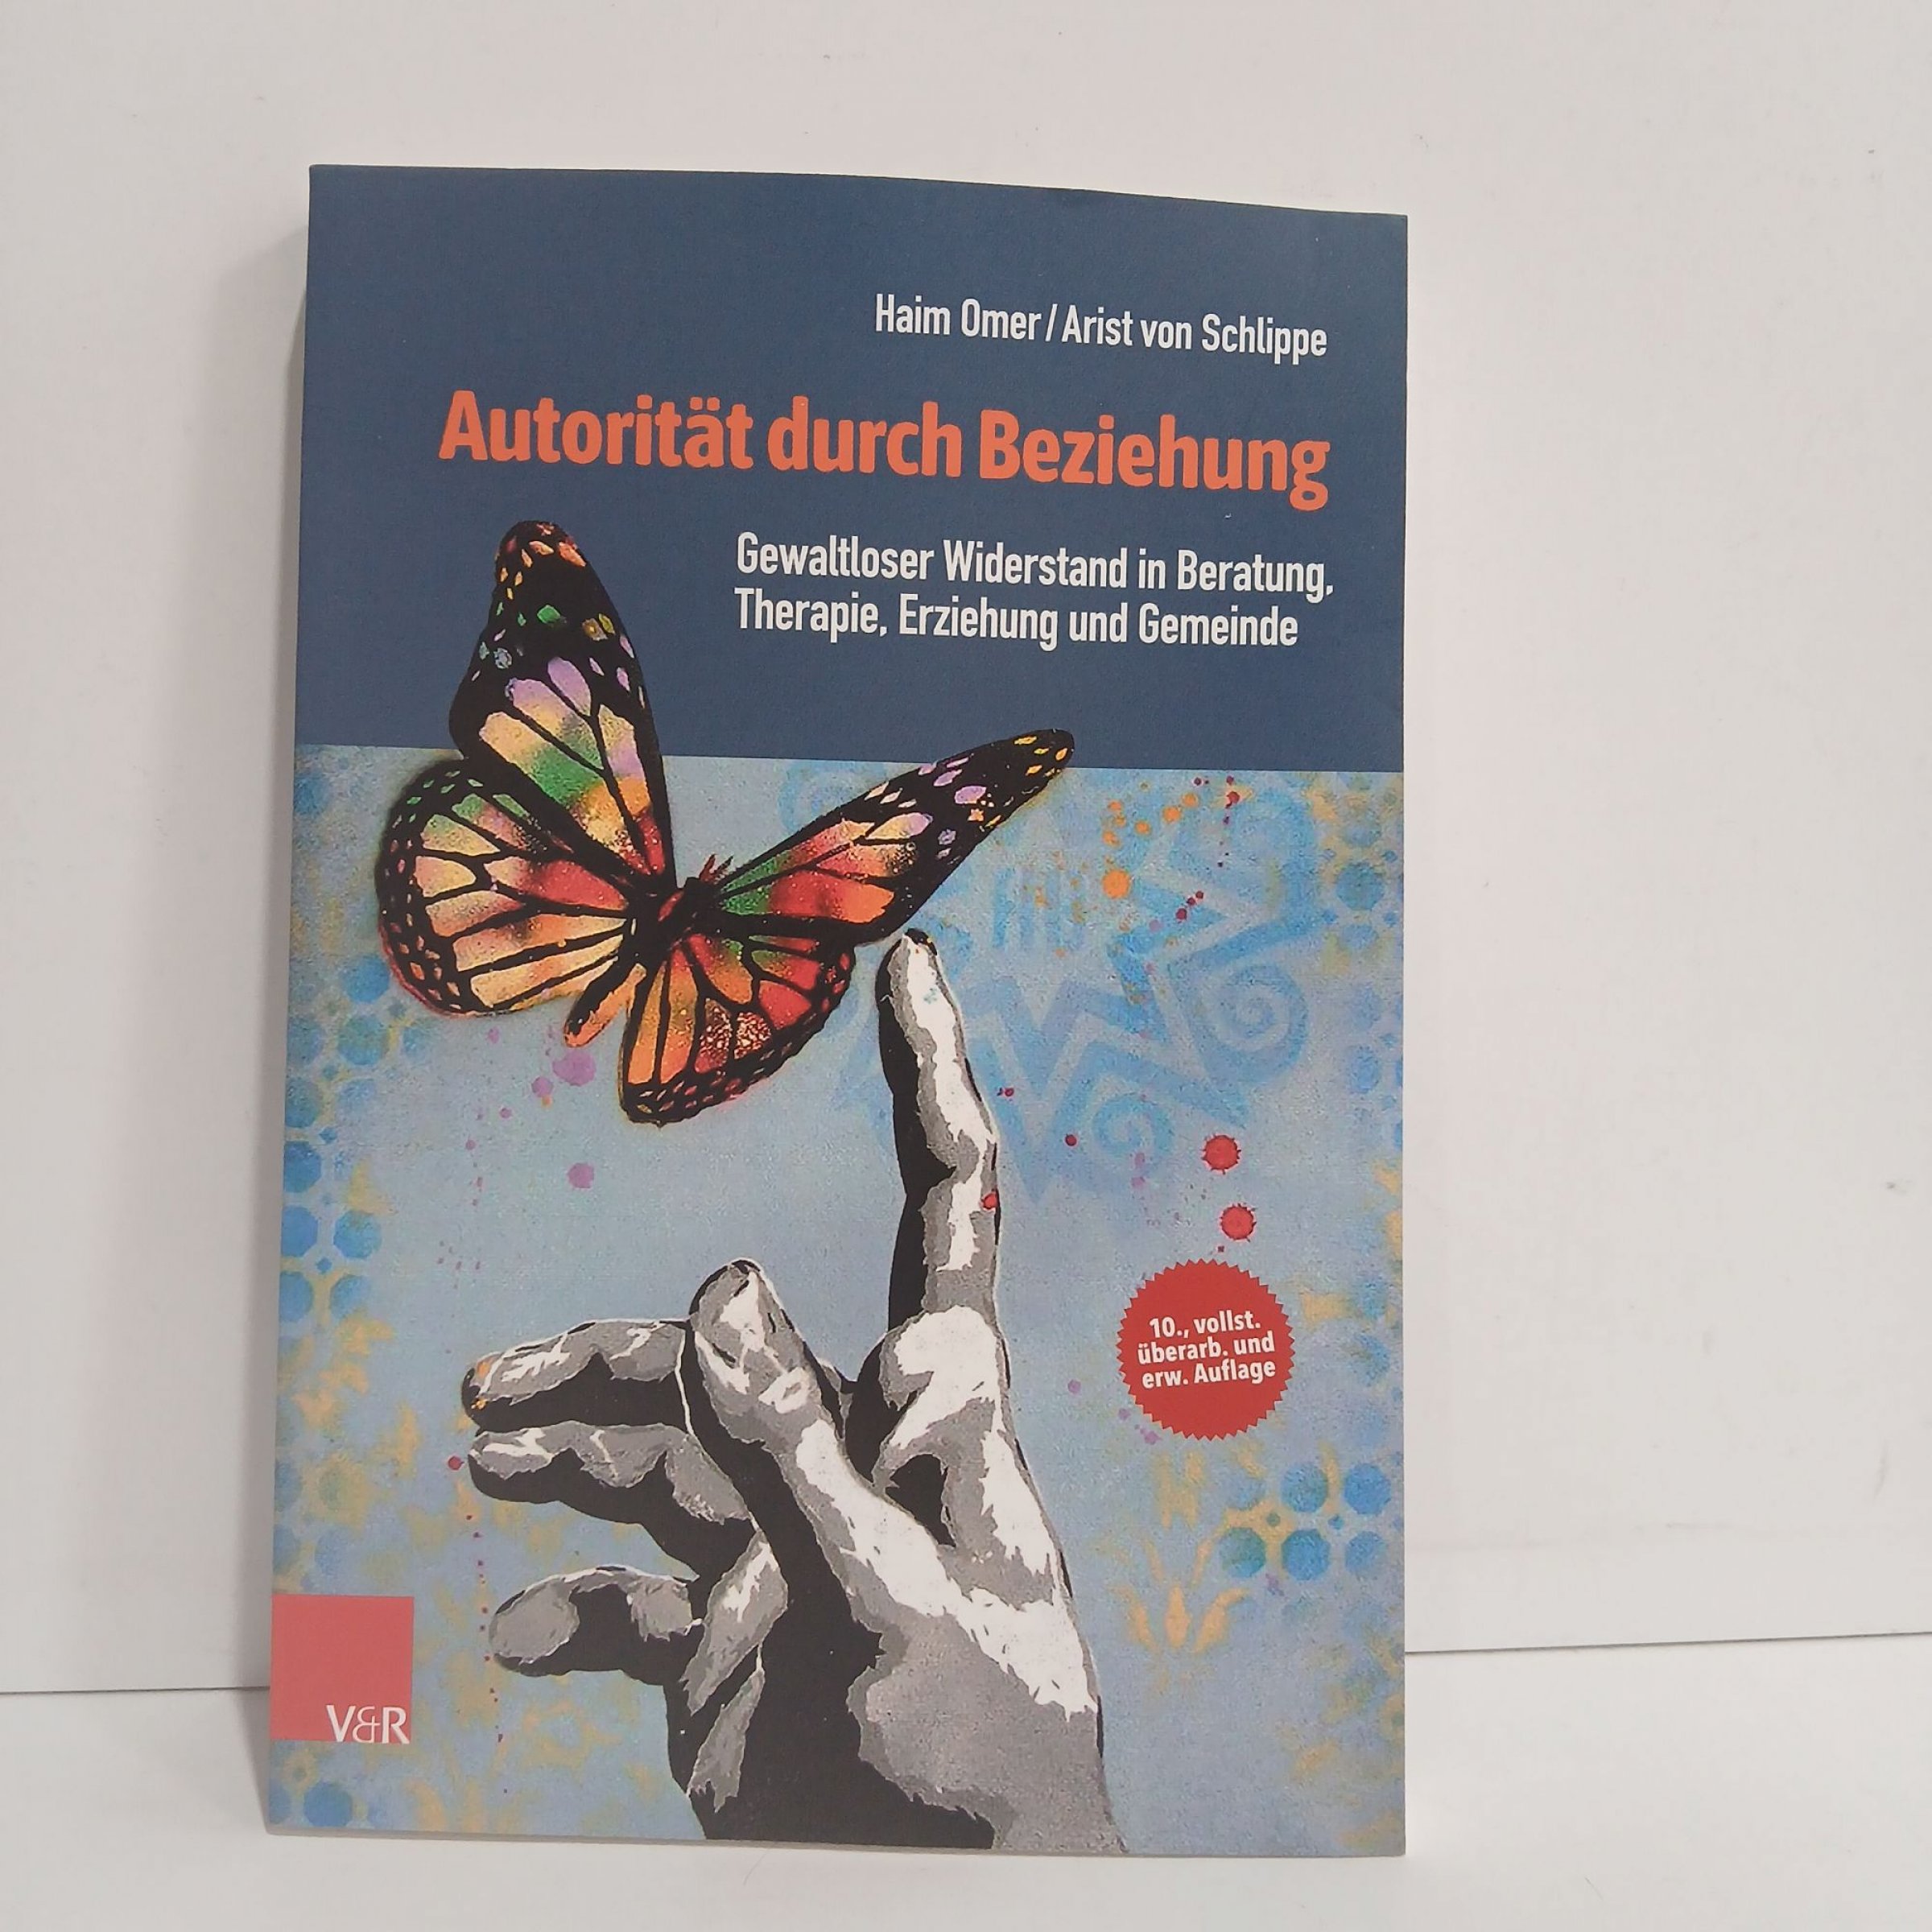 Haim Omer / Arist von Schlippe
Autorität durch Beziehung
Gewaltloser Widerstand in Beratung,
Therapie, Erziehung und Gemeinde
10., vollst.
überarb. und
erw. Auflage
V&R